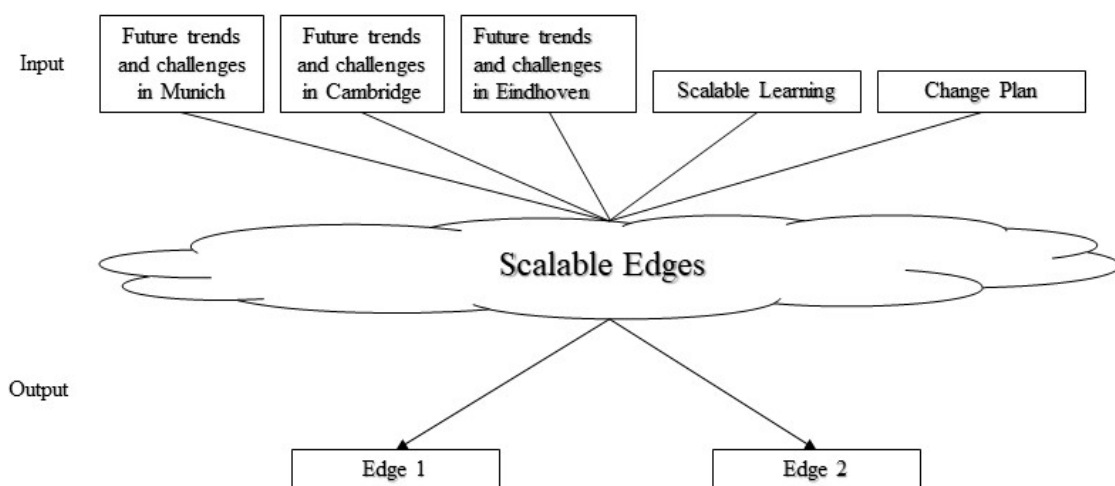 Input
Future trends
and challenges
in Munich
Future trends
and challenges
in Cambridge
Future trends
and challenges
in Eindhoven
Scalable Learning
Change Plan
Scalable Edges
Output
Edge 1
Edge 2